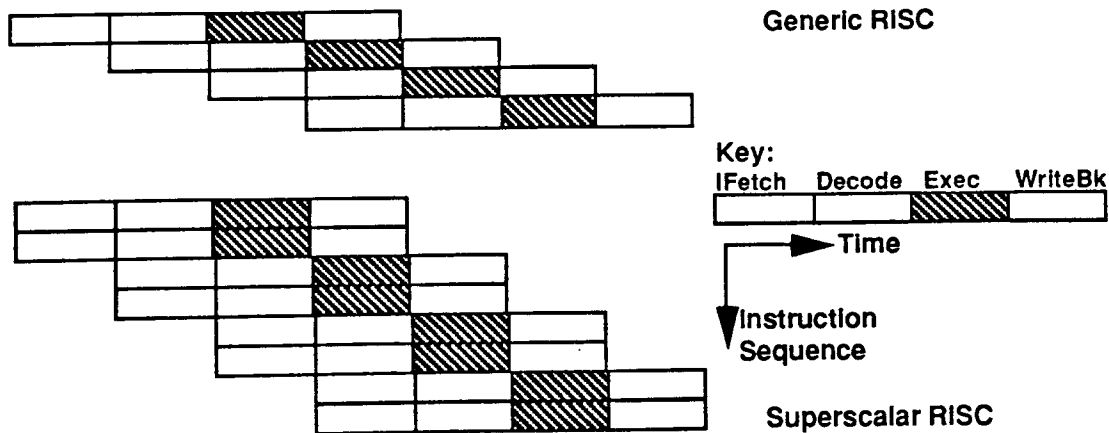 Generic RISC
Key:
IFetch Decode Exec WriteBk
Time
Instruction
Sequence
Superscalar RISC